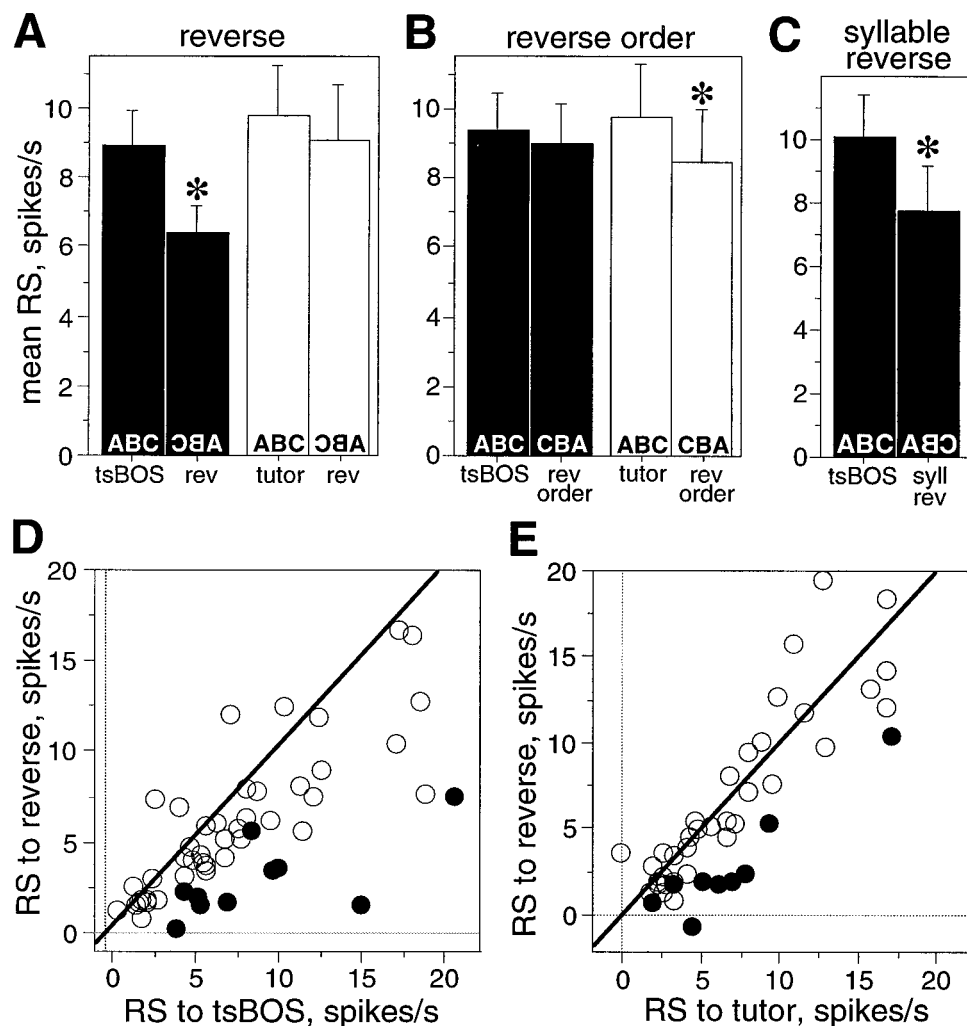 A
reverse
mean RS, spikes/s
10
8
6
4
2
0
*
ABC
ABC
ABC
ABC
tsBOS
rev
tutor
rev
B
reverse order
10
8
6
4
2
0
*
ABC
CBA
ABC
CBA
tsBOS
rev
order
tutor
rev
order
C
syllable
reverse
10
8
6
4
2
0
*
ABC
ABC
tsBOS
syll
rev
D
RS to reverse, spikes/s
20
15
10
5
0
0
5
10
15
20
RS to tsBOS, spikes/s
E
RS to reverse, spikes/s
20
15
10
5
0
0
5
10
15
20
RS to tutor, spikes/s